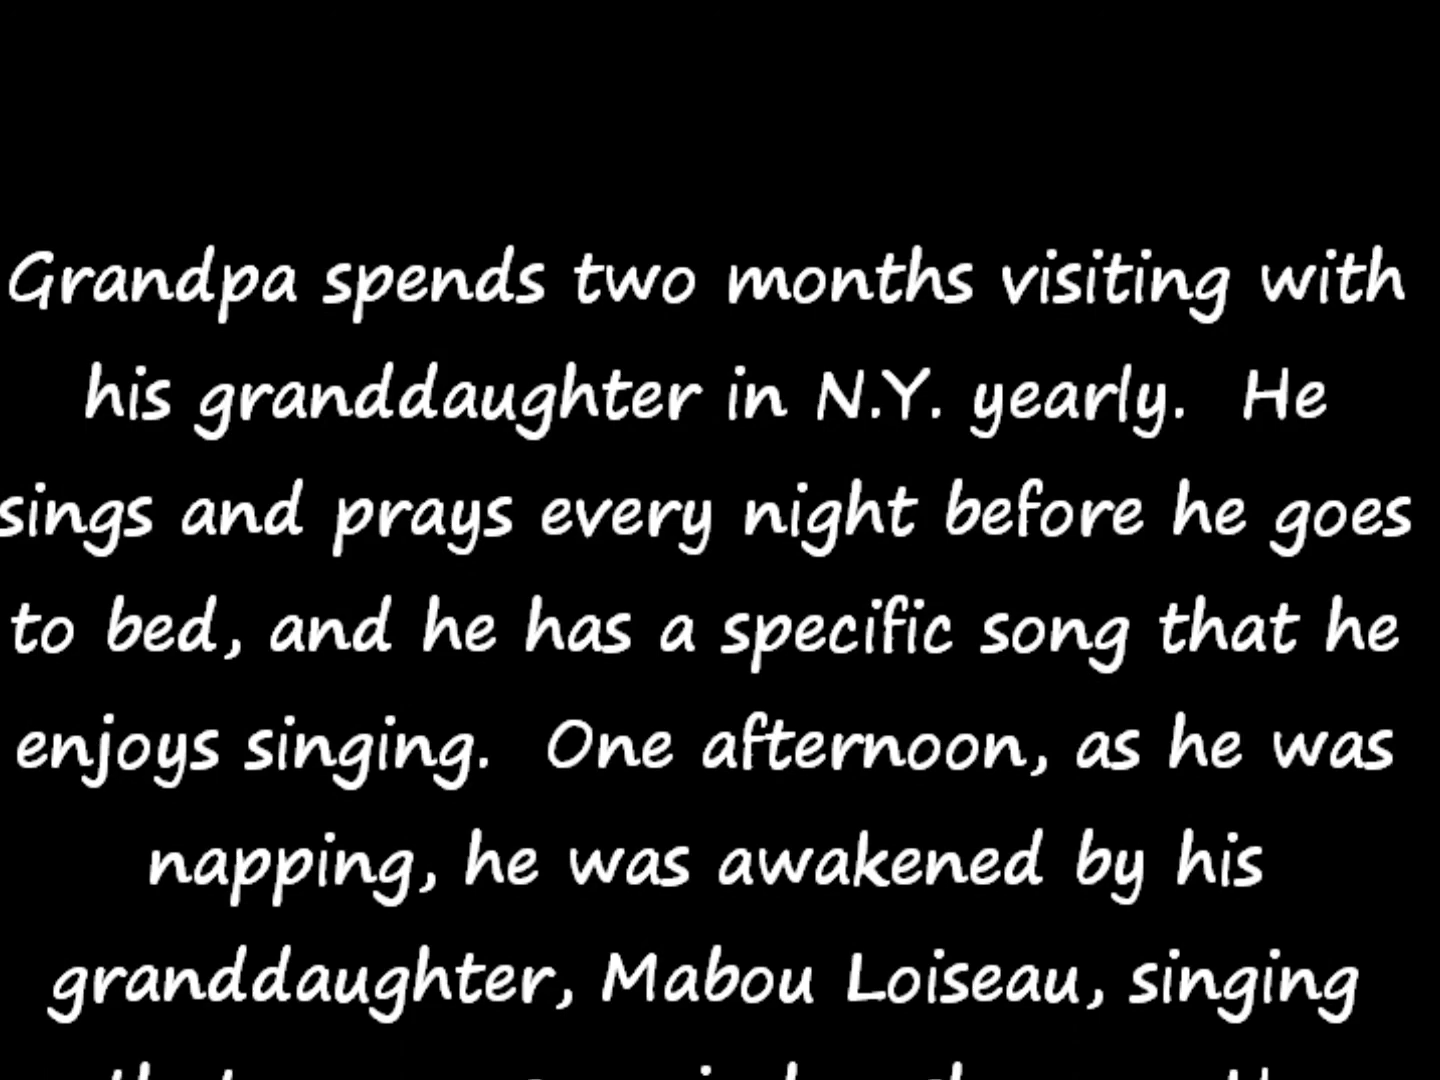 Grandpa spends two months visiting with
his granddaughter in N.Y. yearly.  He
sings and prays every night before he goes
to bed, and he has a specific song that he
enjoys singing.  One afternoon, as he was
napping, he was awakened by his
granddaughter, Mabou Loiseau, singing